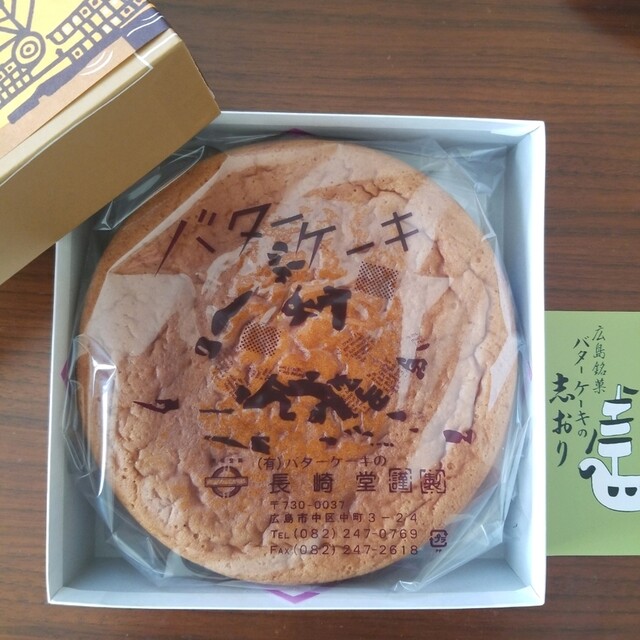 バターケーキ
(有)バターケーキの
長崎堂謹製
〒730-0037
広島市中区中町3-24
TEL(082)247-0769
FAX(082)247-2618
広島銘菓
バターケーキの
志おり